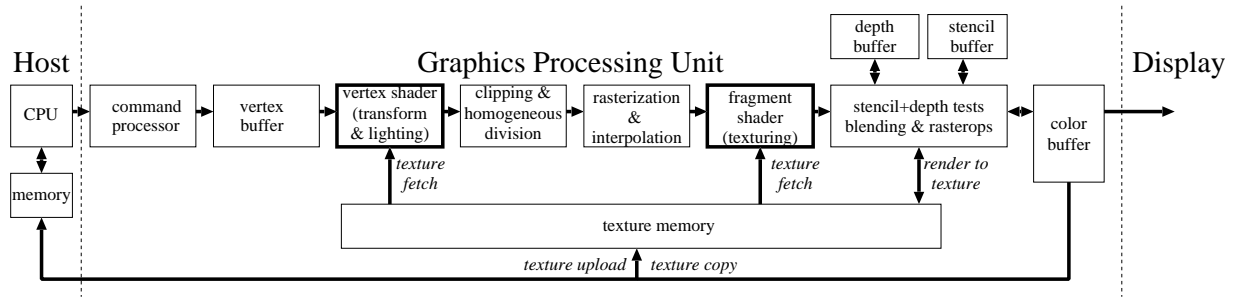 Host
Graphics Processing Unit
Display
depth
buffer
stencil
buffer
CPU
command
processor
vertex
buffer
vertex shader
(transform
& lighting)
clipping &
homogeneous
division
rasterization
&
interpolation
fragment
shader
(texturing)
stencil+depth tests
blending & rasterops
color
buffer
memory
texture
fetch
texture
fetch
render to
texture
texture memory
texture upload
texture copy